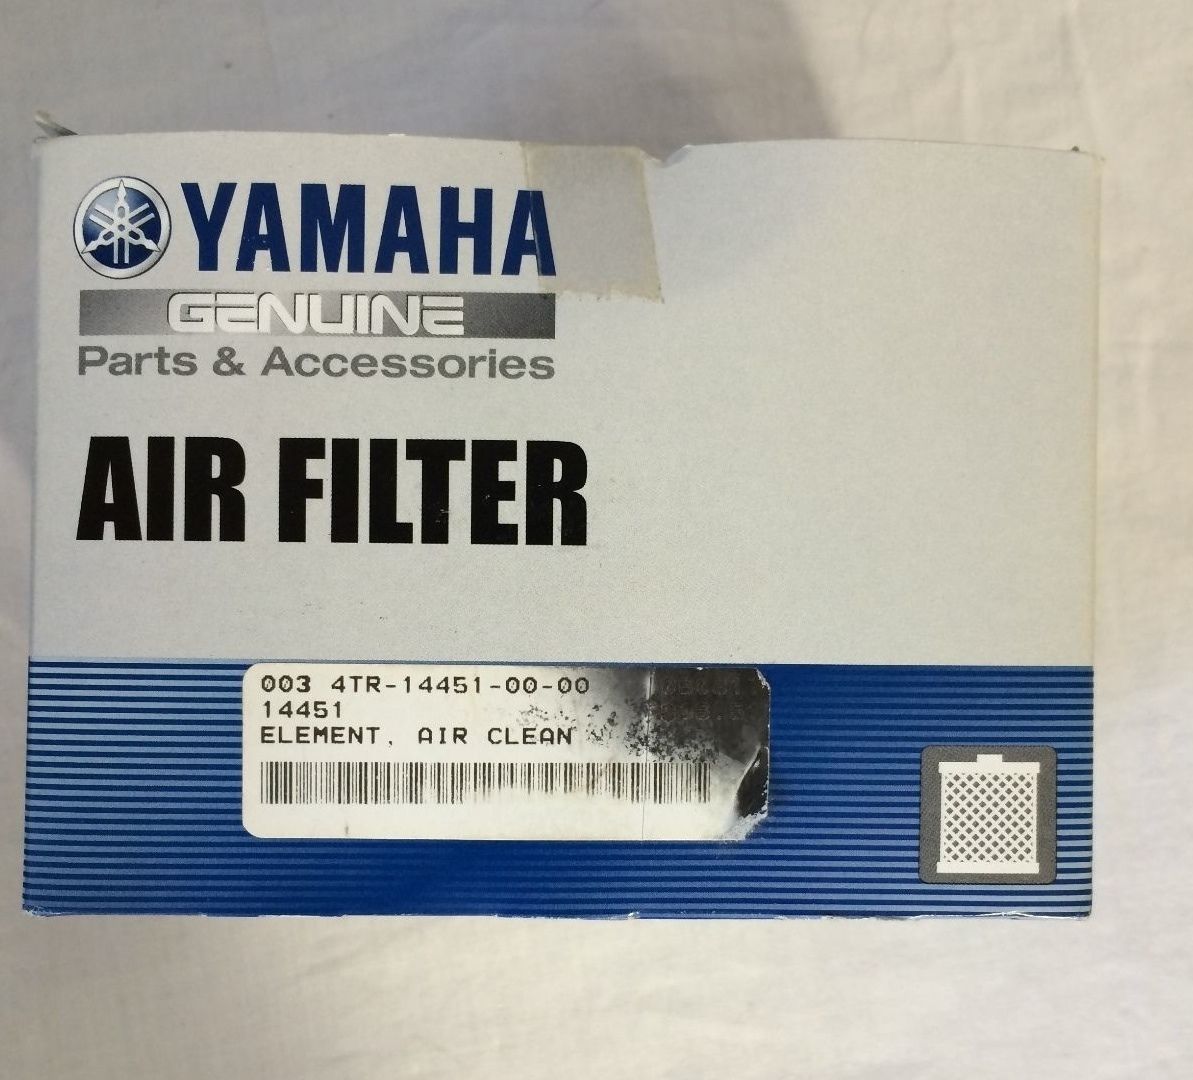 YAMAHA
GENUINE
Parts & Accessories
AIR FILTER
003 4TR-14451-00-00
14451
ELEMENT, AIR CLEAN